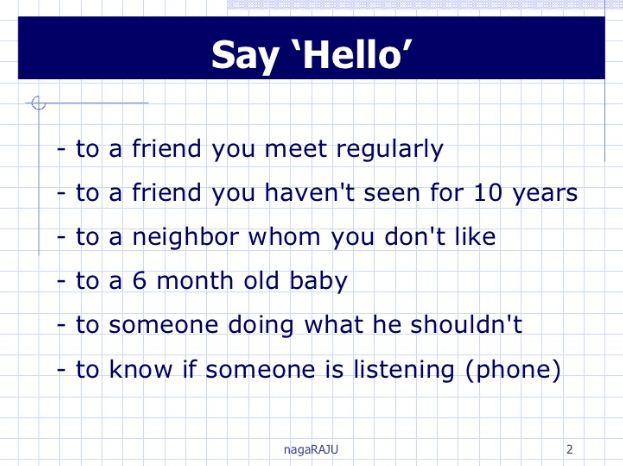 Say ‘Hello’
- to a friend you meet regularly
- to a friend you haven't seen for 10 years
- to a neighbor whom you don't like
- to a 6 month old baby
- to someone doing what he shouldn't
- to know if someone is listening (phone)
nagaRAJU
2